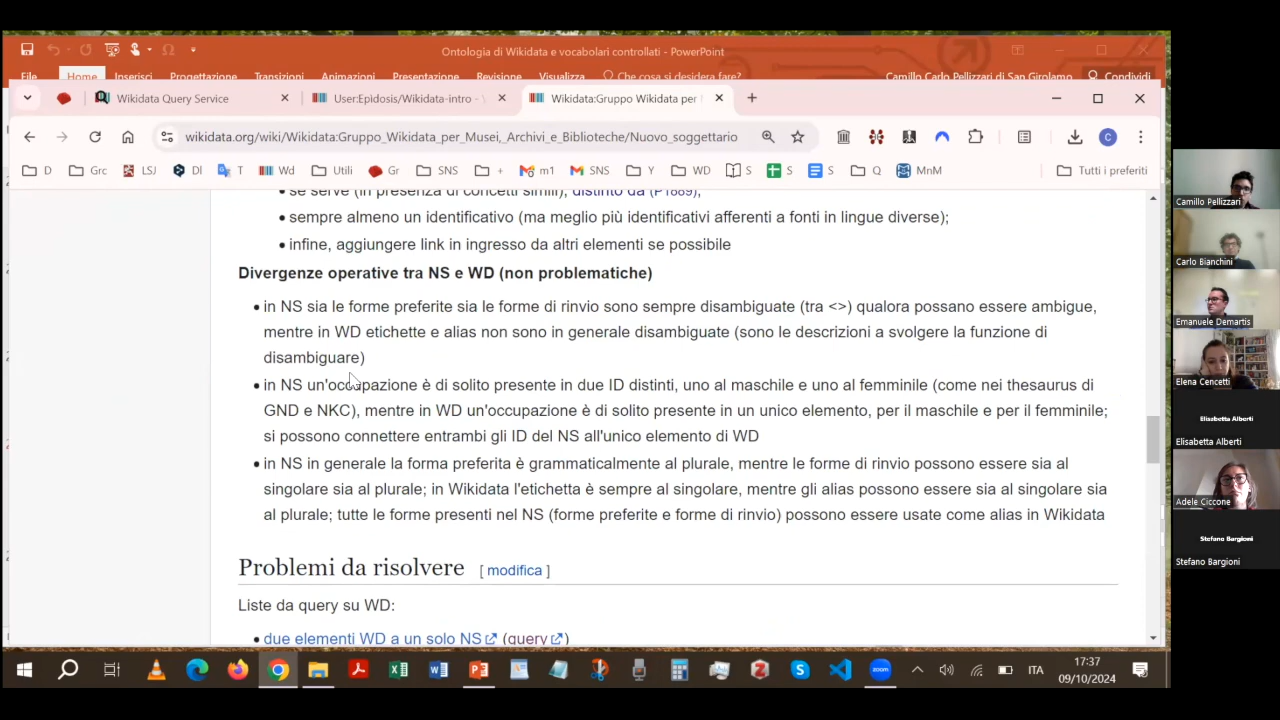 Ontologia di Wikidata e vocabolari controllati - PowerPoint
File Home Inserisci Progettazione Transizioni Animazioni Presentazione Revisione Visualizza Che cosa si desidera fare? Camillo Carlo Pellizzari di San Girolamo Condividi
Wikidata Query Service User:Epidosis/Wikidata-intro - Wikidata:Gruppo Wikidata per
wikidata.org/wiki/Wikidata:Gruppo_Wikidata_per_Musei,_Archivi_e_Biblioteche/Nuovo_soggettario C
D Grc LSJ Dl T Wd Utili Gr SNS + m1 SNS Y WD S S S Q MnM Tutti i preferiti
se serve (in presenza di concetti simili), distinto da (P1889);
sempre almeno un identificativo (ma meglio più identificativi afferenti a fonti in lingue diverse);
infine, aggiungere link in ingresso da altri elementi se possibile
Divergenze operative tra NS e WD (non problematiche)
in NS sia le forme preferite sia le forme di rinvio sono sempre disambiguate (tra <>) qualora possano essere ambigue,
mentre in WD etichette e alias non sono in generale disambiguate (sono le descrizioni a svolgere la funzione di
disambiguare)
in NS un'occupazione è di solito presente in due ID distinti, uno al maschile e uno al femminile (come nei thesaurus di
GND e NKC), mentre in WD un'occupazione è di solito presente in un unico elemento, per il maschile e per il femminile;
si possono connettere entrambi gli ID del NS all'unico elemento di WD
in NS in generale la forma preferita è grammaticalmente al plurale, mentre le forme di rinvio possono essere sia al
singolare sia al plurale; in Wikidata l'etichetta è sempre al singolare, mentre gli alias possono essere sia al singolare sia
al plurale; tutte le forme presenti nel NS (forme preferite e forme di rinvio) possono essere usate come alias in Wikidata
Problemi da risolvere [ modifica ]
Liste da query su WD:
due elementi WD a un solo NS (query)
ITA
17:37
09/10/2024
zoom
Camillo Pellizzari
Carlo Bianchini
Emanuele Demartis
Elena Cencetti
Elisabetta Alberti
Elisabetta Alberti
Adele Ciccone
Stefano Bargioni
Stefano Bargioni